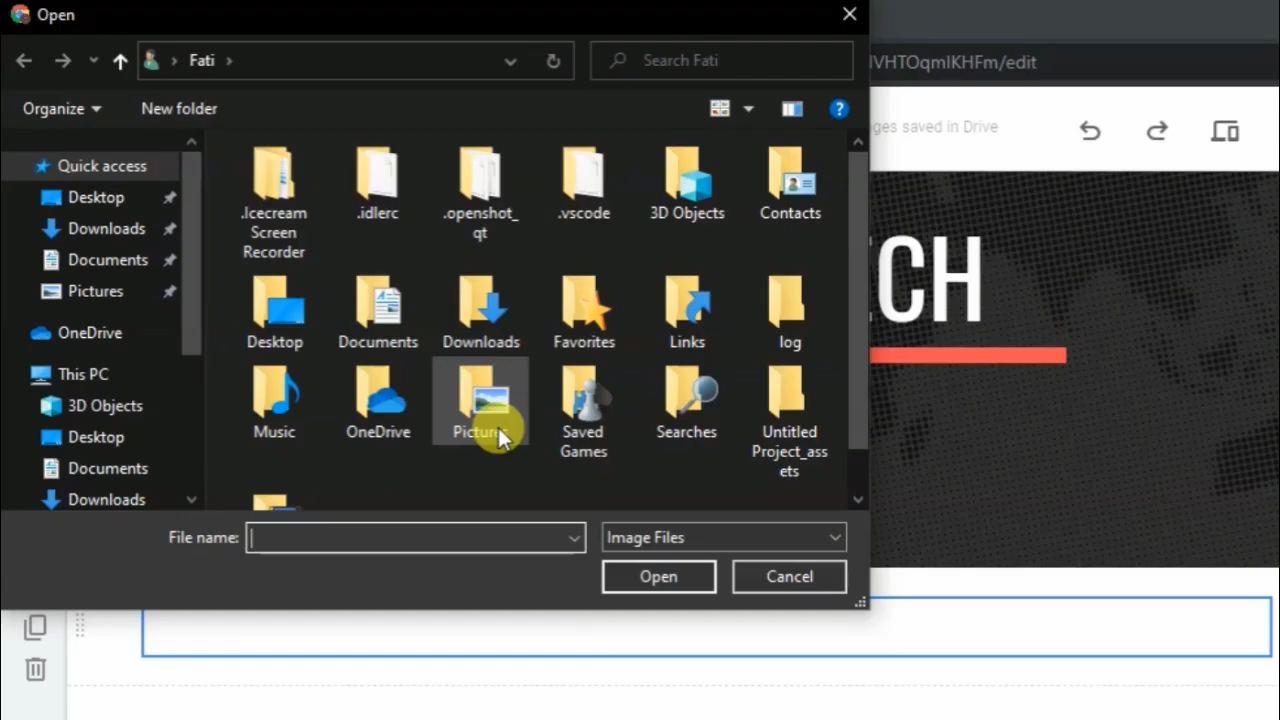 Open
Fati
Search Fati
lVHTOqmlKHFm/edit
Organize
New folder
ges saved in Drive
Quick access
Desktop
Downloads
Documents
Pictures
OneDrive
This PC
3D Objects
Desktop
Documents
Downloads
.Icecream
Screen
Recorder
.idlerc
.openshot_
qt
.vscode
3D Objects
Contacts
Desktop
Documents
Downloads
Favorites
Links
log
Music
OneDrive
Pictures
Saved
Games
Searches
Untitled
Project_ass
ets
CH
File name:
Image Files
Open
Cancel